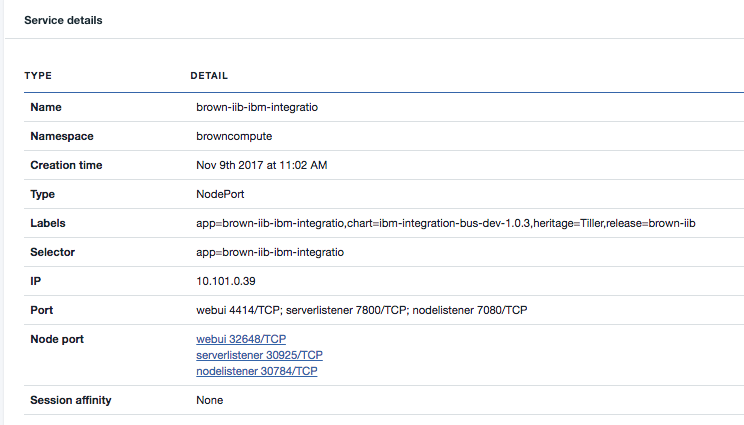 Service details
TYPE DETAIL
Name brown-iib-ibm-integratio
Namespace browncompute
Creation time Nov 9th 2017 at 11:02 AM
Type NodePort
Labels app=brown-iib-ibm-integratio,chart=ibm-integration-bus-dev-1.0.3,heritage=Tiller,release=brown-iib
Selector app=brown-iib-ibm-integratio
IP 10.101.0.39
Port webui 4414/TCP; serverlistener 7800/TCP; nodelistener 7080/TCP
Node port webui 32648/TCP
serverlistener 30925/TCP
nodelistener 30784/TCP
Session affinity None